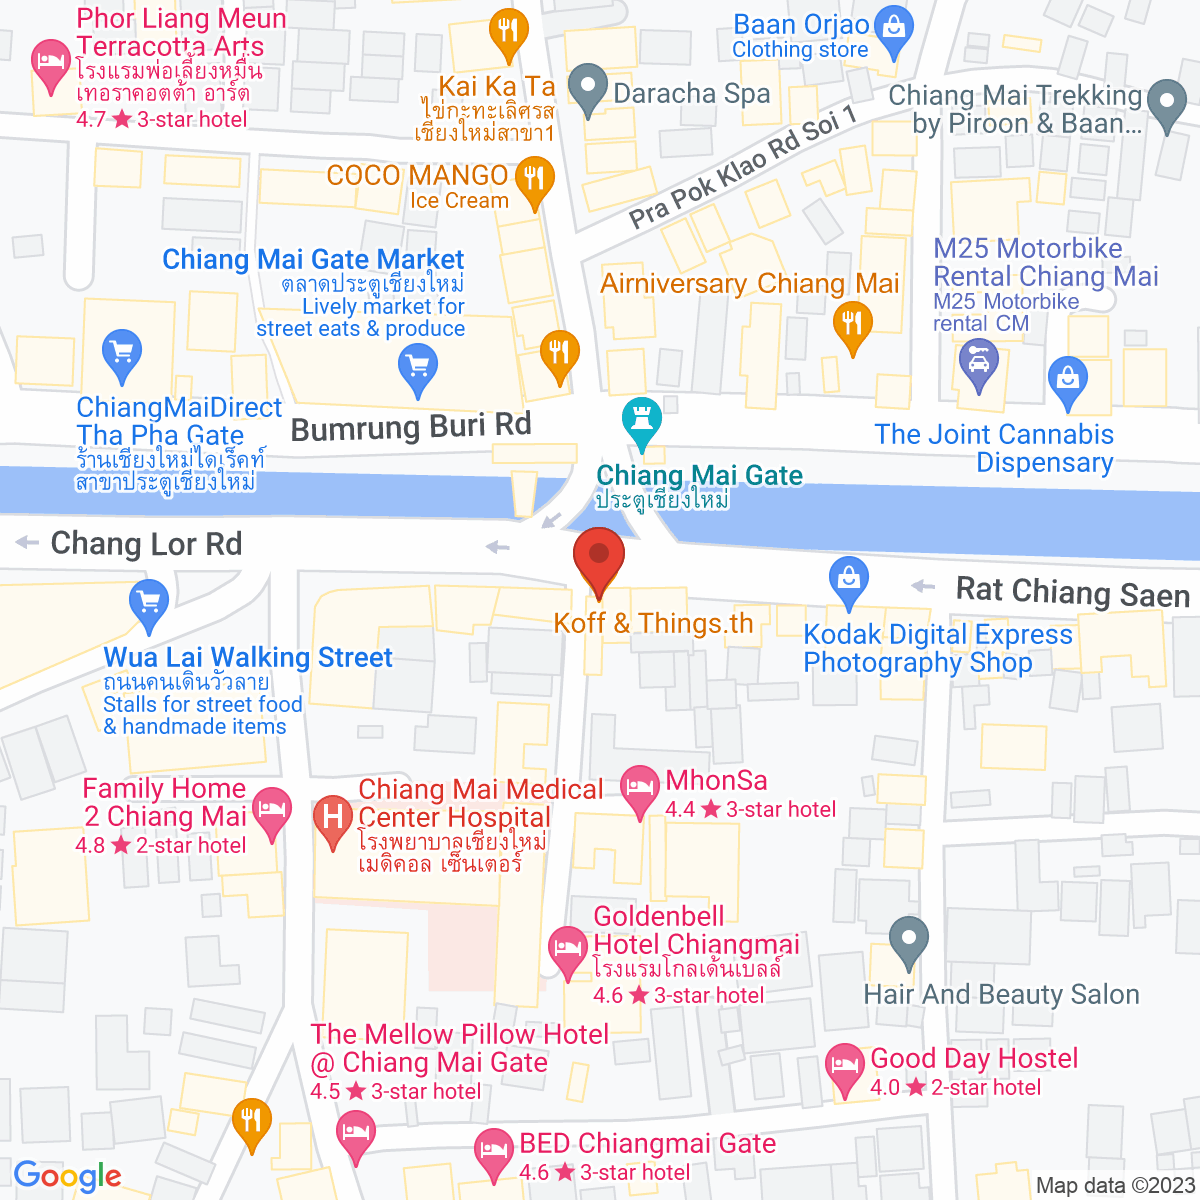 Phor Liang Meun
Terracotta Arts
โรงแรมพ่อเลี้ยงหมื่น
เทอราคอตต้า อาร์ต
4.7 ★ 3-star hotel
Kai Ka Ta
ไข่กะทะเลิศรส
เชียงใหม่สาขา1
Daracha Spa
Baan Orjao
Clothing store
Chiang Mai Trekking
by Piroon & Baan...
Pra Pok Klao Rd Soi 1
COCO MANGO
Ice Cream
Chiang Mai Gate Market
ตลาดประตูเชียงใหม่
Lively market for
street eats & produce
Airniversary Chiang Mai
M25 Motorbike
Rental Chiang Mai
M25 Motorbike
rental CM
ChiangMaiDirect
Tha Pha Gate
ร้านเชียงใหม่ไดเร็คท์
สาขาประตูเชียงใหม่
Bumrung Buri Rd
The Joint Cannabis
Dispensary
Chiang Mai Gate
ประตูเชียงใหม่
Chang Lor Rd
Rat Chiang Saen
Koff & Things.th
Kodak Digital Express
Photography Shop
Wua Lai Walking Street
ถนนคนเดินวัวลาย
Stalls for street food
& handmade items
Family Home
2 Chiang Mai
4.8 ★ 2-star hotel
Chiang Mai Medical
Center Hospital
โรงพยาบาลเชียงใหม่
เมดิคอล เซ็นเตอร์
MhonSa
4.4 ★ 3-star hotel
Goldenbell
Hotel Chiangmai
โรงแรมโกลเด้นเบลล์
4.6 ★ 3-star hotel
Hair And Beauty Salon
The Mellow Pillow Hotel
@ Chiang Mai Gate
4.5 ★ 3-star hotel
Good Day Hostel
4.0 ★ 2-star hotel
BED Chiangmai Gate
4.6 ★ 3-star hotel
Google
Map data ©2023